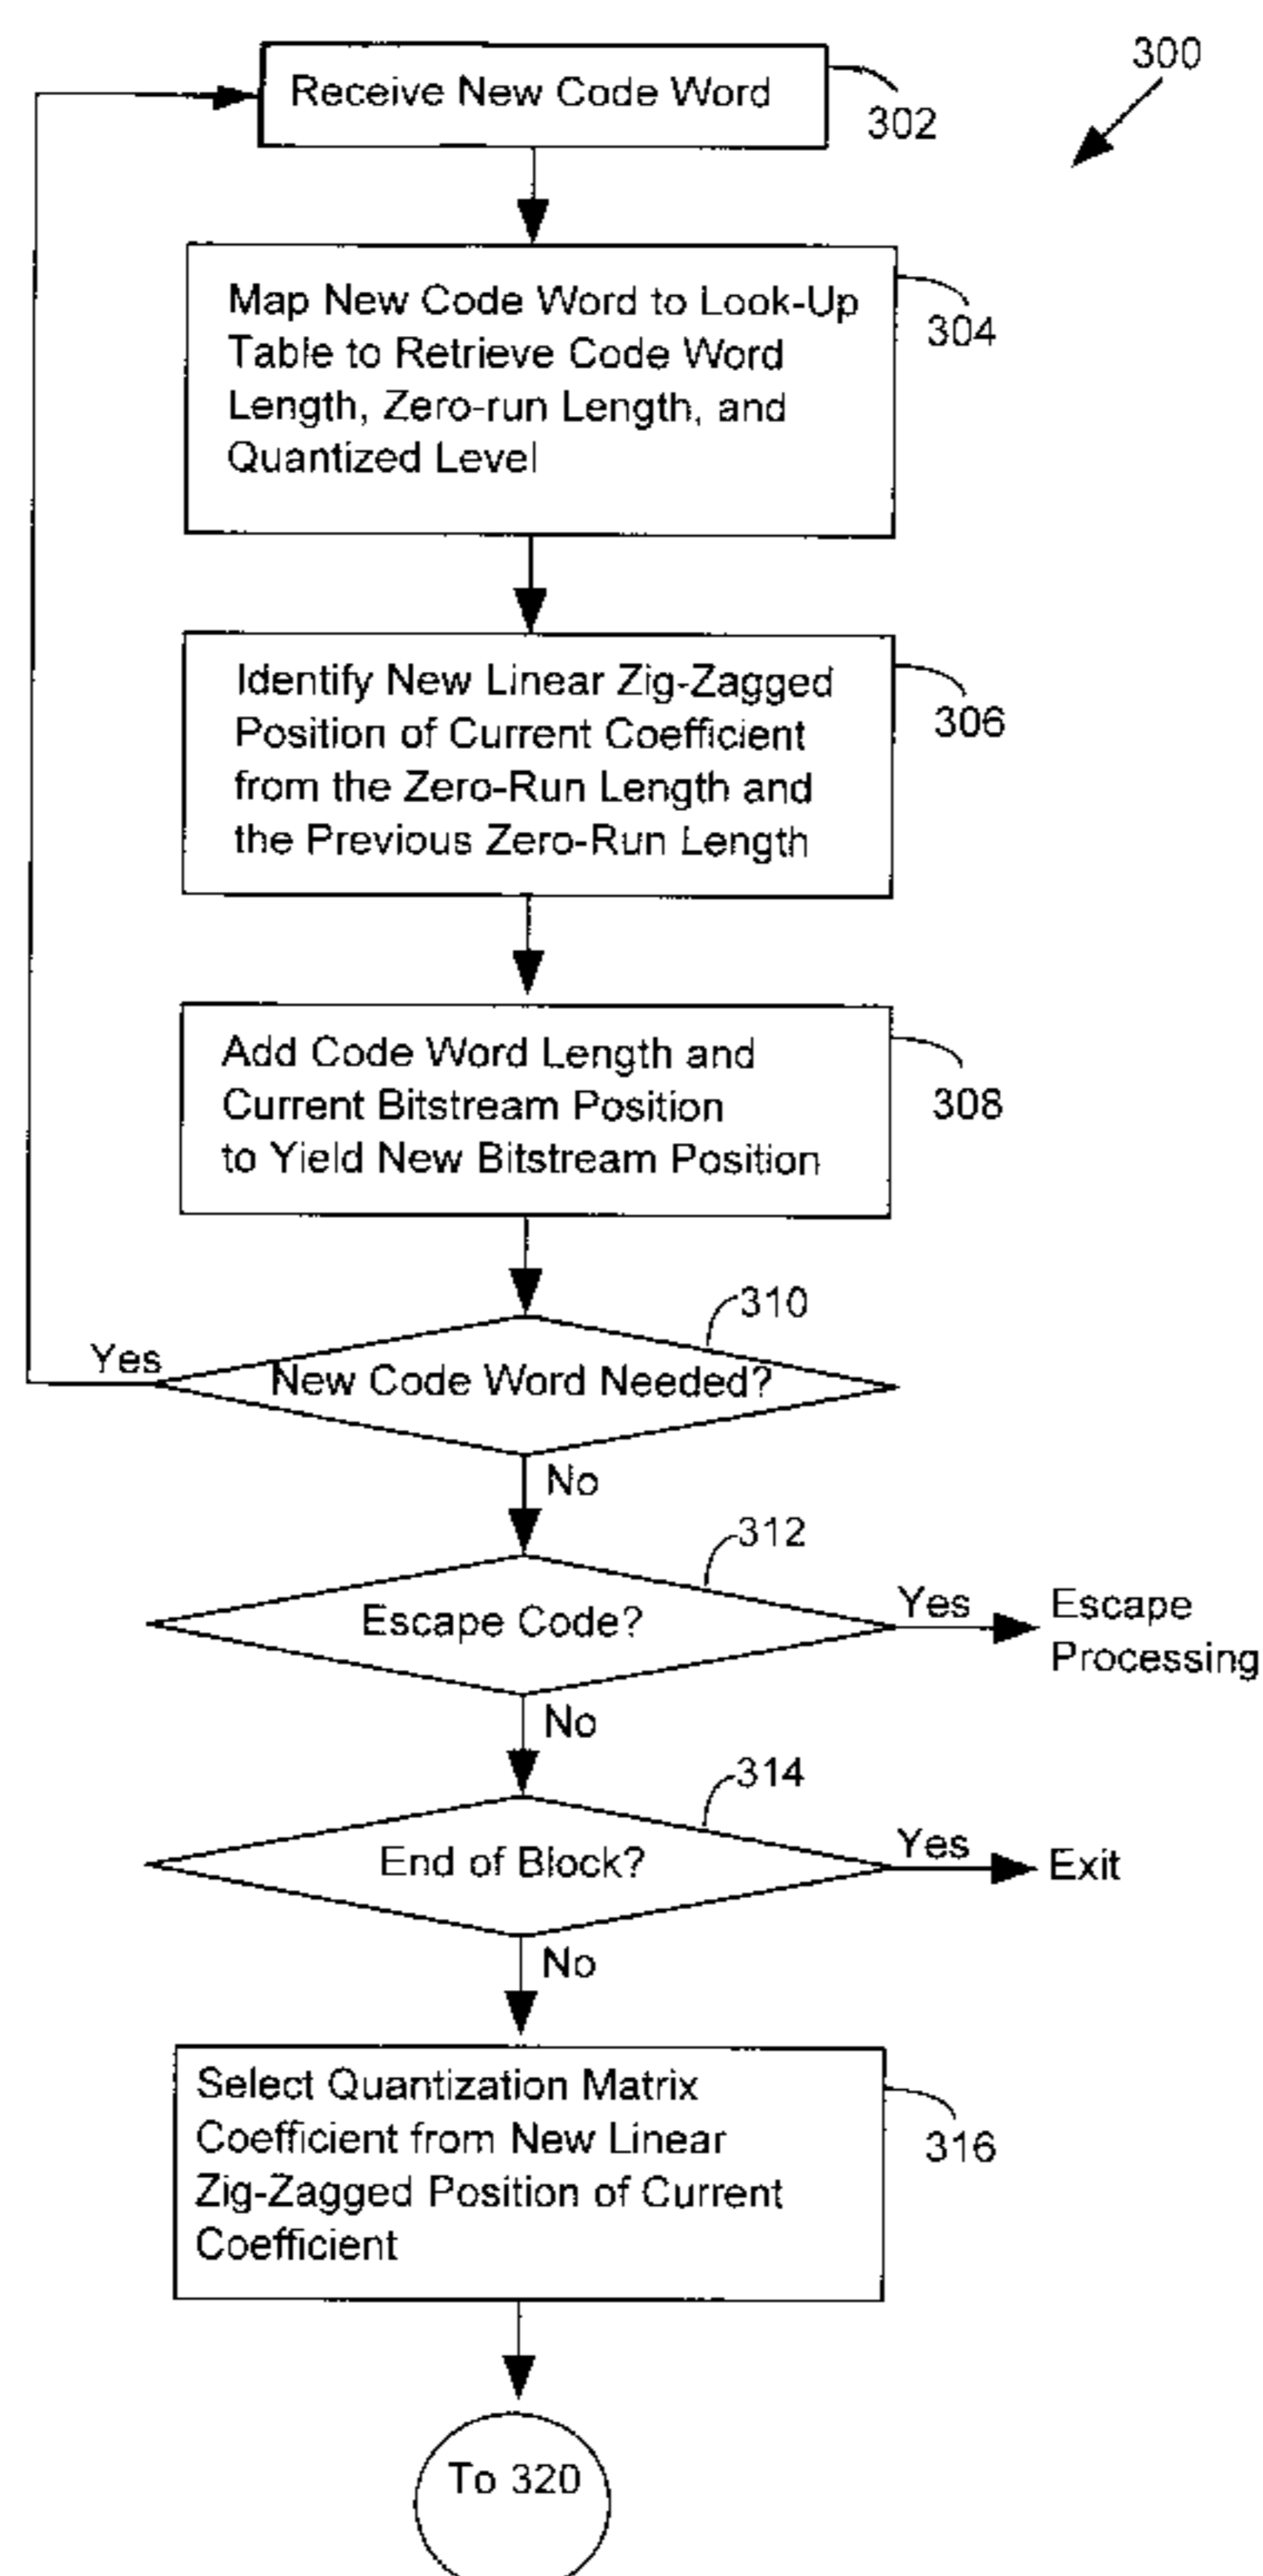 300
Receive New Code Word
302
Map New Code Word to Look-Up
Table to Retrieve Code Word
Length, Zero-run Length, and
Quantized Level
304
Identify New Linear Zig-Zagged
Position of Current Coefficient
from the Zero-Run Length and
the Previous Zero-Run Length
306
Add Code Word Length and
Current Bitstream Position
to Yield New Bitstream Position
308
310
Yes
New Code Word Needed?
No
312
Escape Code?
Yes
Escape
Processing
No
314
End of Block?
Yes
Exit
No
Select Quantization Matrix
Coefficient from New Linear
Zig-Zagged Position of Current
Coefficient
316
To 320